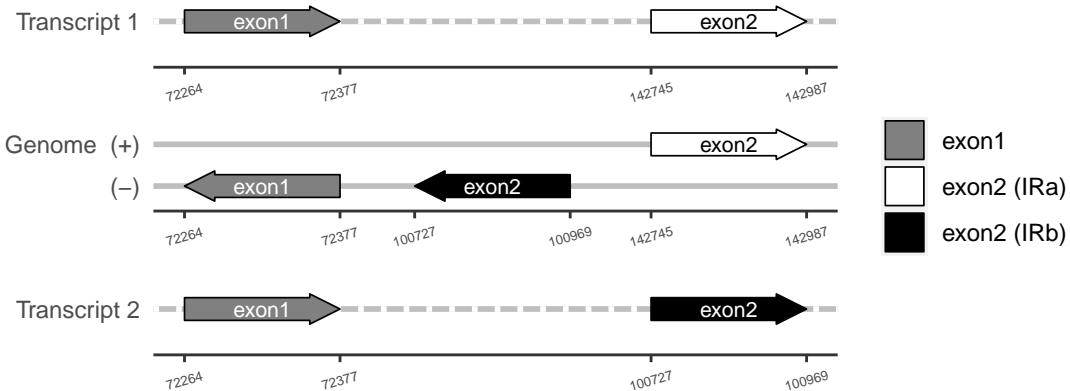 Transcript 1 exon1 exon2
72264 72377 142745 142987
Genome (+) exon2
(−) exon1 exon2
72264 72377 100727 100969 142745 142987
Transcript 2 exon1 exon2
72264 72377 100727 100969
exon1
exon2 (IRa)
exon2 (IRb)